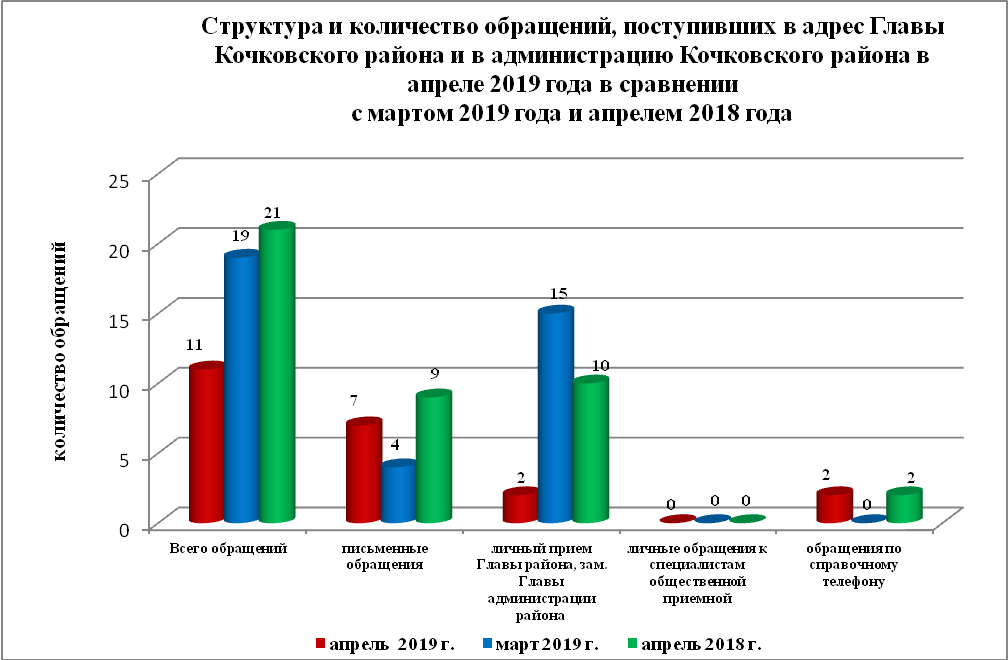 Структура и количество обращений, поступивших в адрес Главы
Кочковского района и в администрацию Кочковского района в
апреле 2019 года в сравнении
с мартом 2019 года и апрелем 2018 года
количество обращений
25
20
15
10
5
0
11
19
21
7
4
9
2
15
10
0
0
0
2
0
2
Всего обращений
письменные
обращения
личный прием
Главы района, зам.
Главы
администрации
района
личные обращения к
специалистам
общественной
приемной
обращения по
справочному
телефону
апрель 2019 г.
март 2019 г.
апрель 2018 г.